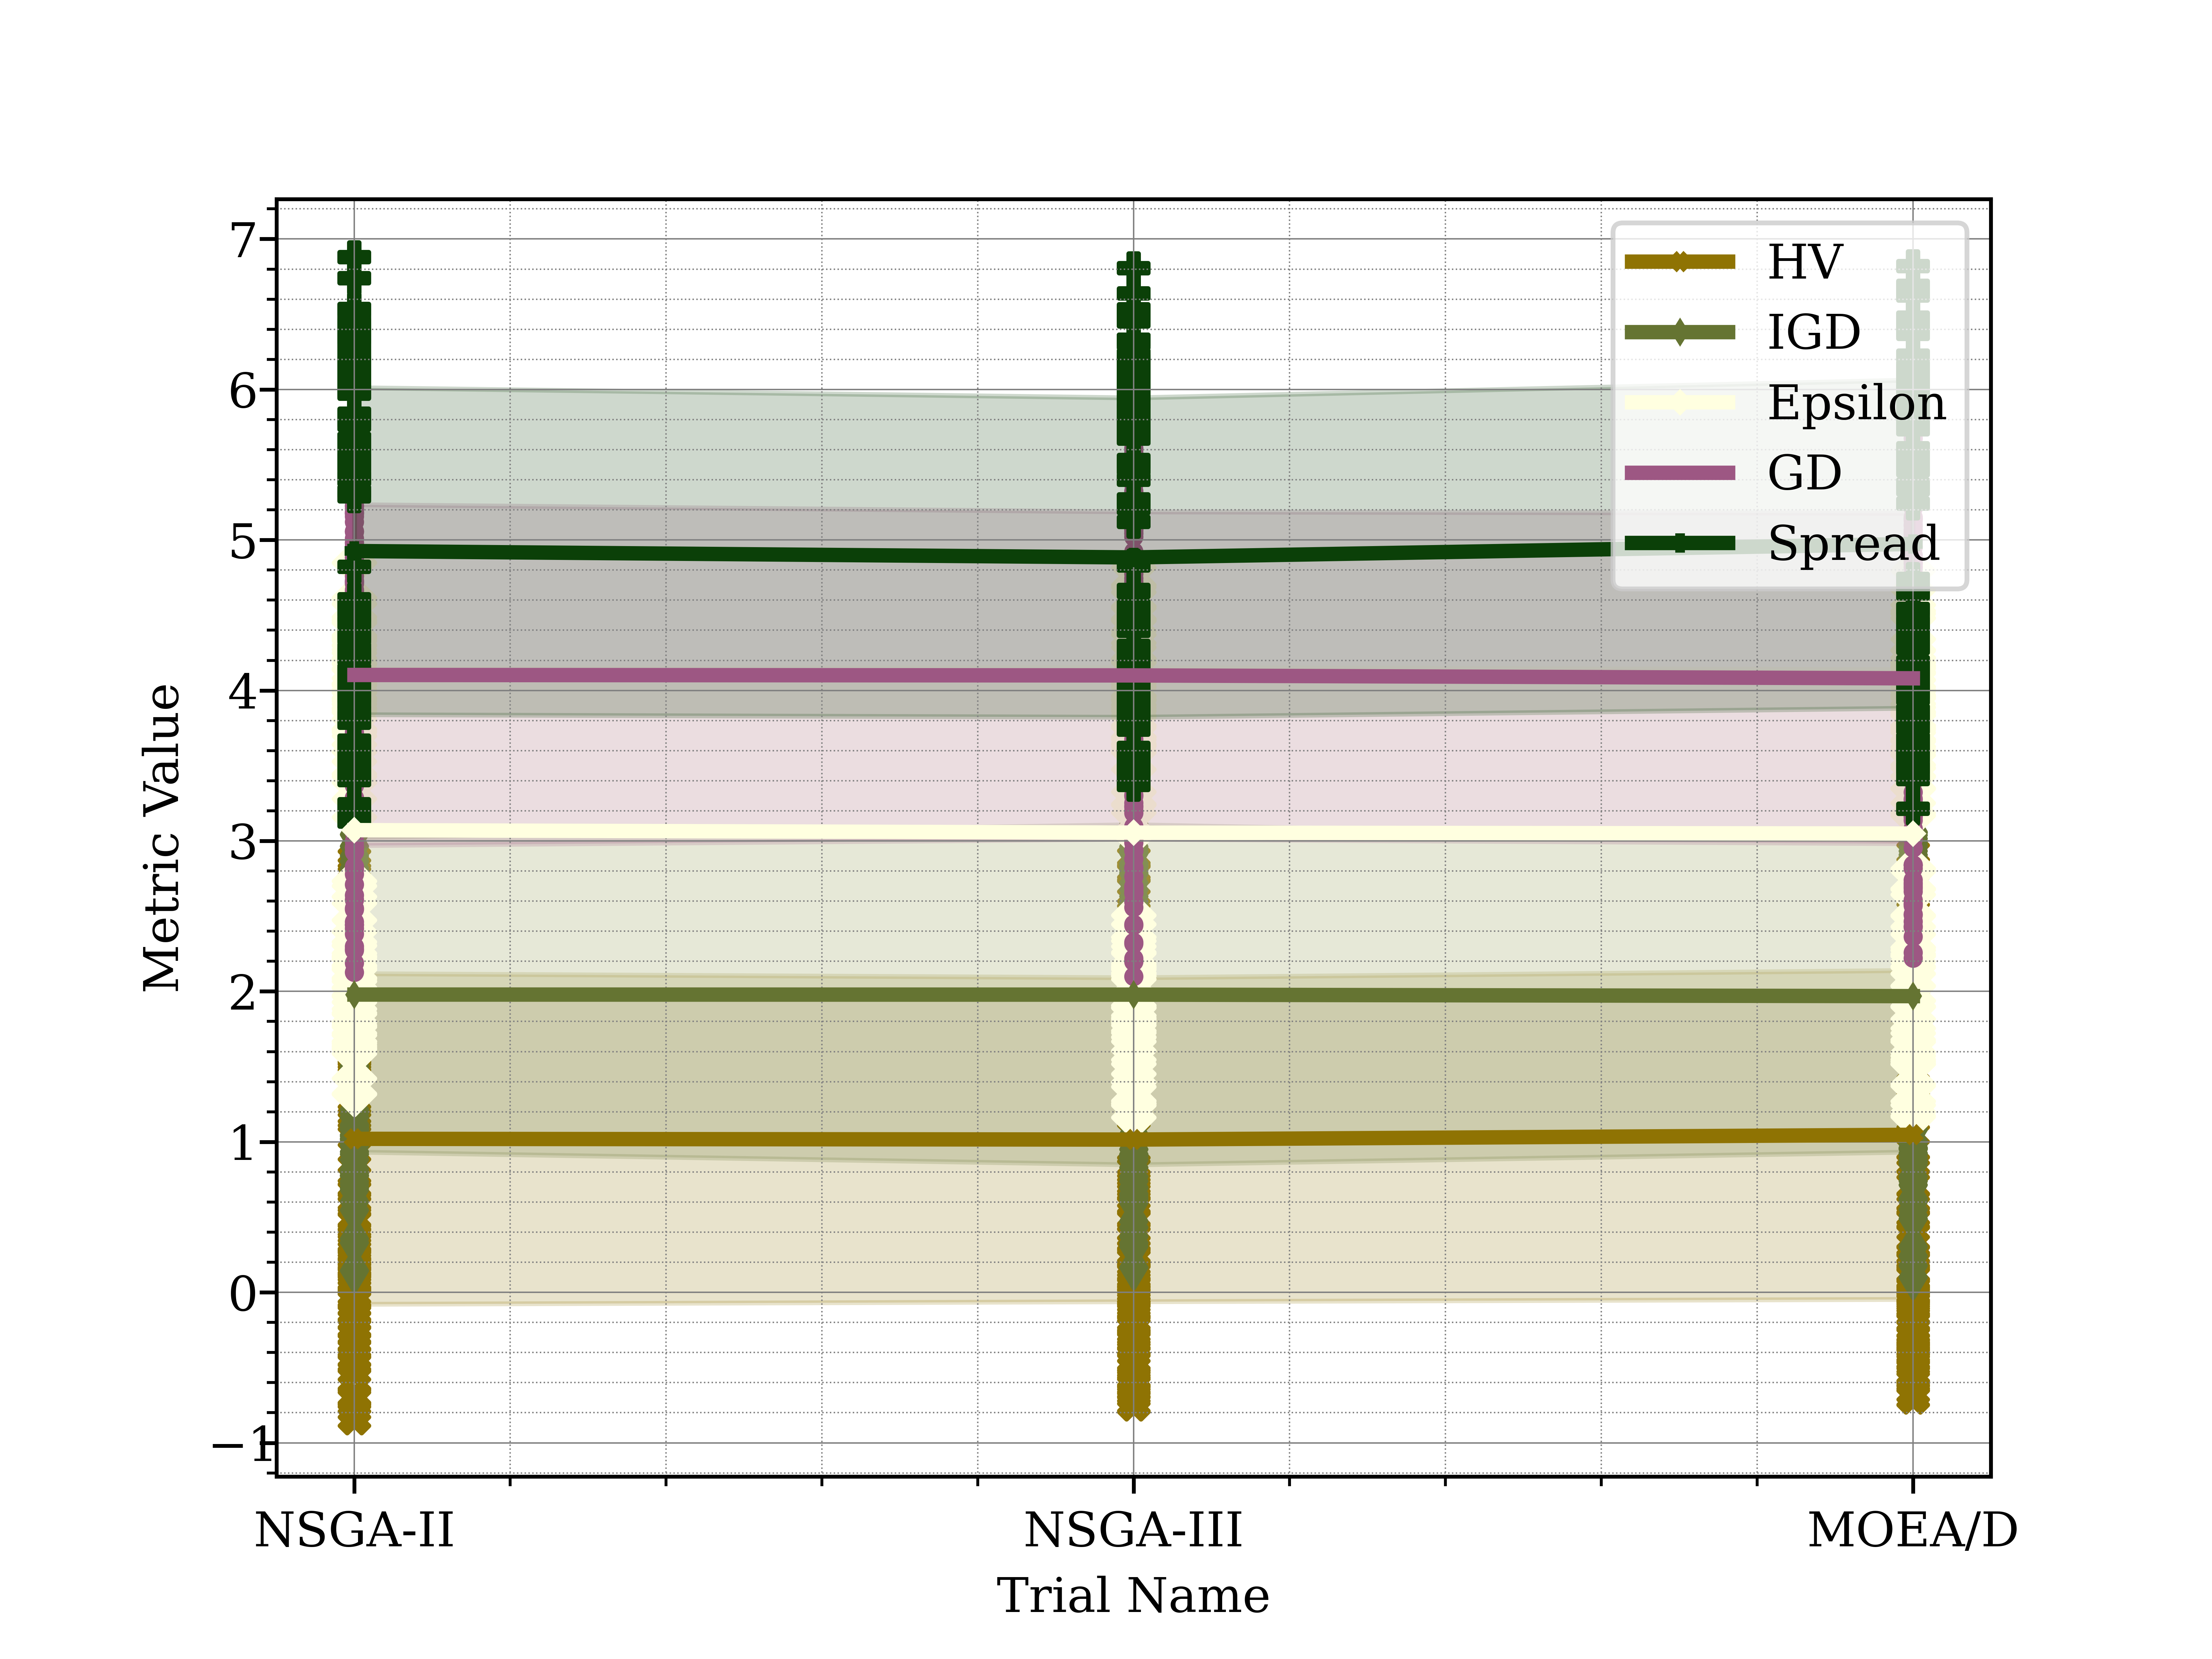 7
6
5
4
3
2
1
0
−1
Metric Value
HV
IGD
Epsilon
GD
Spread
NSGA-II
NSGA-III
MOEA/D
Trial Name